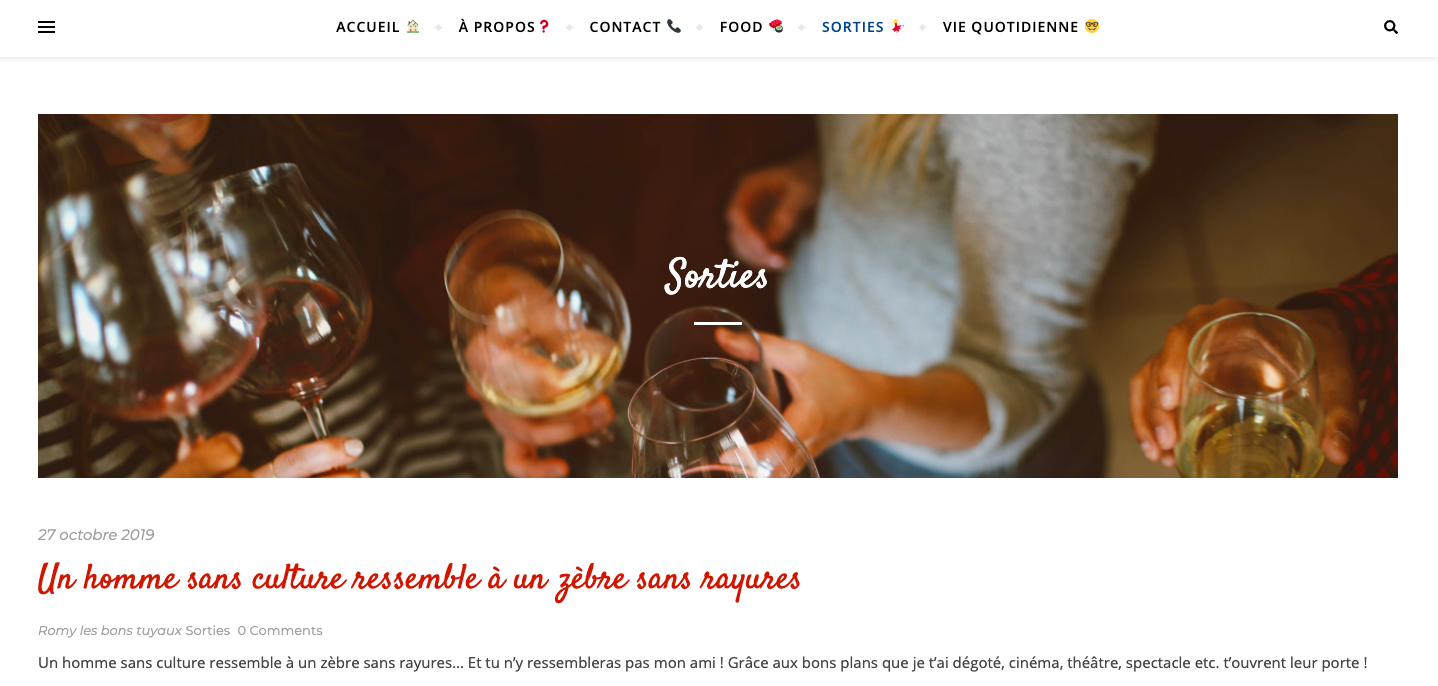 ACCUEIL 🏠 À PROPOS❓ CONTACT 📞 FOOD 🍣 SORTIES 💃 VIE QUOTIDIENNE 🤓
Sorties
27 octobre 2019
Un homme sans culture ressemble à un zèbre sans rayures
Romy les bons tuyaux Sorties 0 Comments
Un homme sans culture ressemble à un zèbre sans rayures... Et tu n'y ressembleras pas mon ami ! Grâce aux bons plans que je t'ai dégoté, cinéma, théâtre, spectacle etc. t'ouvrent leur porte !